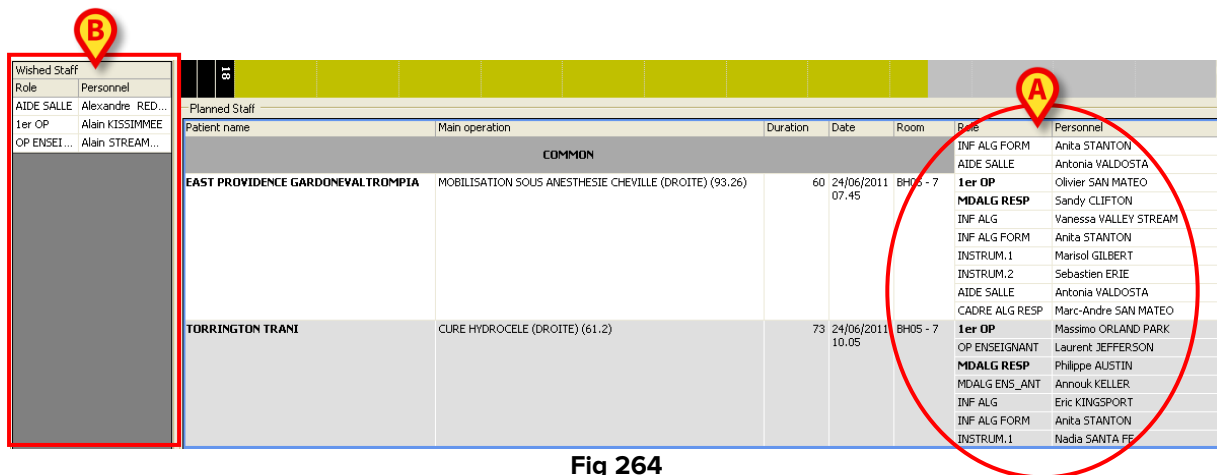 B
Wished Staff
Role Personnel
AIDE SALLE Alexandre RED...
1er OP Alain KISSIMMEE
OP ENSEI... Alain STREAM...
18
A
Planned Staff
Patient name Main operation Duration Date Room Role Personnel
COMMON
INF ALG FORM Anita STANTON
AIDE SALLE Antonia VALDOSTA
EAST PROVIDENCE GARDONEVALTROMPIA MOBILISATION SOUS ANESTHESIE CHEVILLE (DROITE) (93.26) 60 24/06/2011 BH05 - 7 1er OP Olivier SAN MATEO
07.45 MDALG RESP Sandy CLIFTON
INF ALG Vanessa VALLEY STREAM
INF ALG FORM Anita STANTON
INSTRUM.1 Marisol GILBERT
INSTRUM.2 Sebastien ERIE
AIDE SALLE Antonia VALDOSTA
CADRE ALG RESP Marc-Andre SAN MATEO
TORRINGTON TRANI CURE HYDROCELE (DROITE) (61.2) 73 24/06/2011 BH05 - 7 1er OP Massimo ORLAND PARK
10.05 OP ENSEIGNANT Laurent JEFFERSON
MDALG RESP Philippe AUSTIN
MDALG ENS_ANT Annouk KELLER
INF ALG Eric KINGSPORT
INF ALG FORM Anita STANTON
INSTRUM.1 Nadia SANTA FE
Fig 264